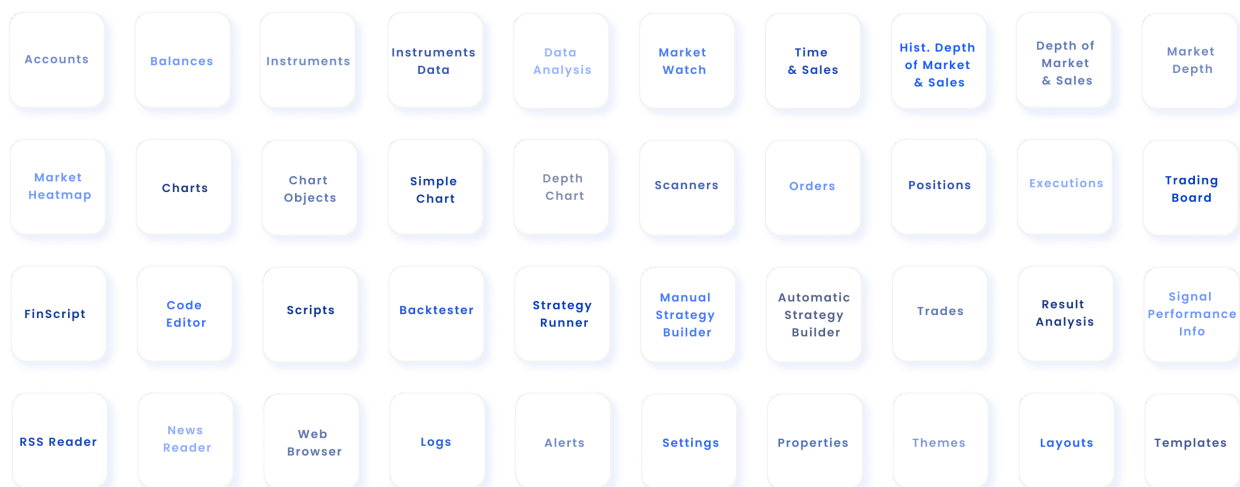 Accounts
Balances
Instruments
Instruments
Data
Data
Analysis
Market
Watch
Time
& Sales
Hist. Depth
of Market
& Sales
Depth of
Market
& Sales
Market
Depth
Market
Heatmap
Charts
Chart
Objects
Simple
Chart
Depth
Chart
Scanners
Orders
Positions
Executions
Trading
Board
FinScript
Code
Editor
Scripts
Backtester
Strategy
Runner
Manual
Strategy
Builder
Automatic
Strategy
Builder
Trades
Result
Analysis
Signal
Performance
Info
RSS Reader
News
Reader
Web
Browser
Logs
Alerts
Settings
Properties
Themes
Layouts
Templates